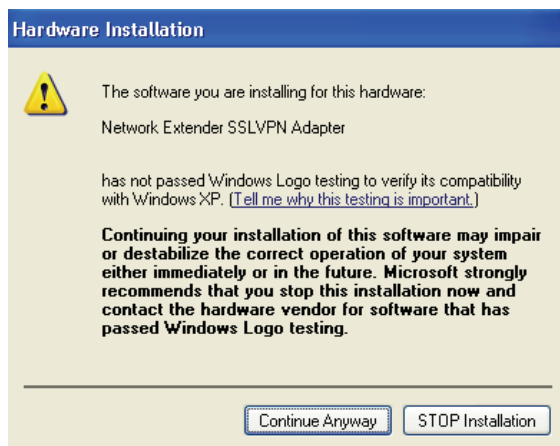 Hardware Installation
The software you are installing for this hardware:
Network Extender SSLVPN Adapter
has not passed Windows Logo testing to verify its compatibility
with Windows XP. (Tell me why this testing is important.)
Continuing your installation of this software may impair
or destabilize the correct operation of your system
either immediately or in the future. Microsoft strongly
recommends that you stop this installation now and
contact the hardware vendor for software that has
passed Windows Logo testing.
Continue Anyway
STOP Installation